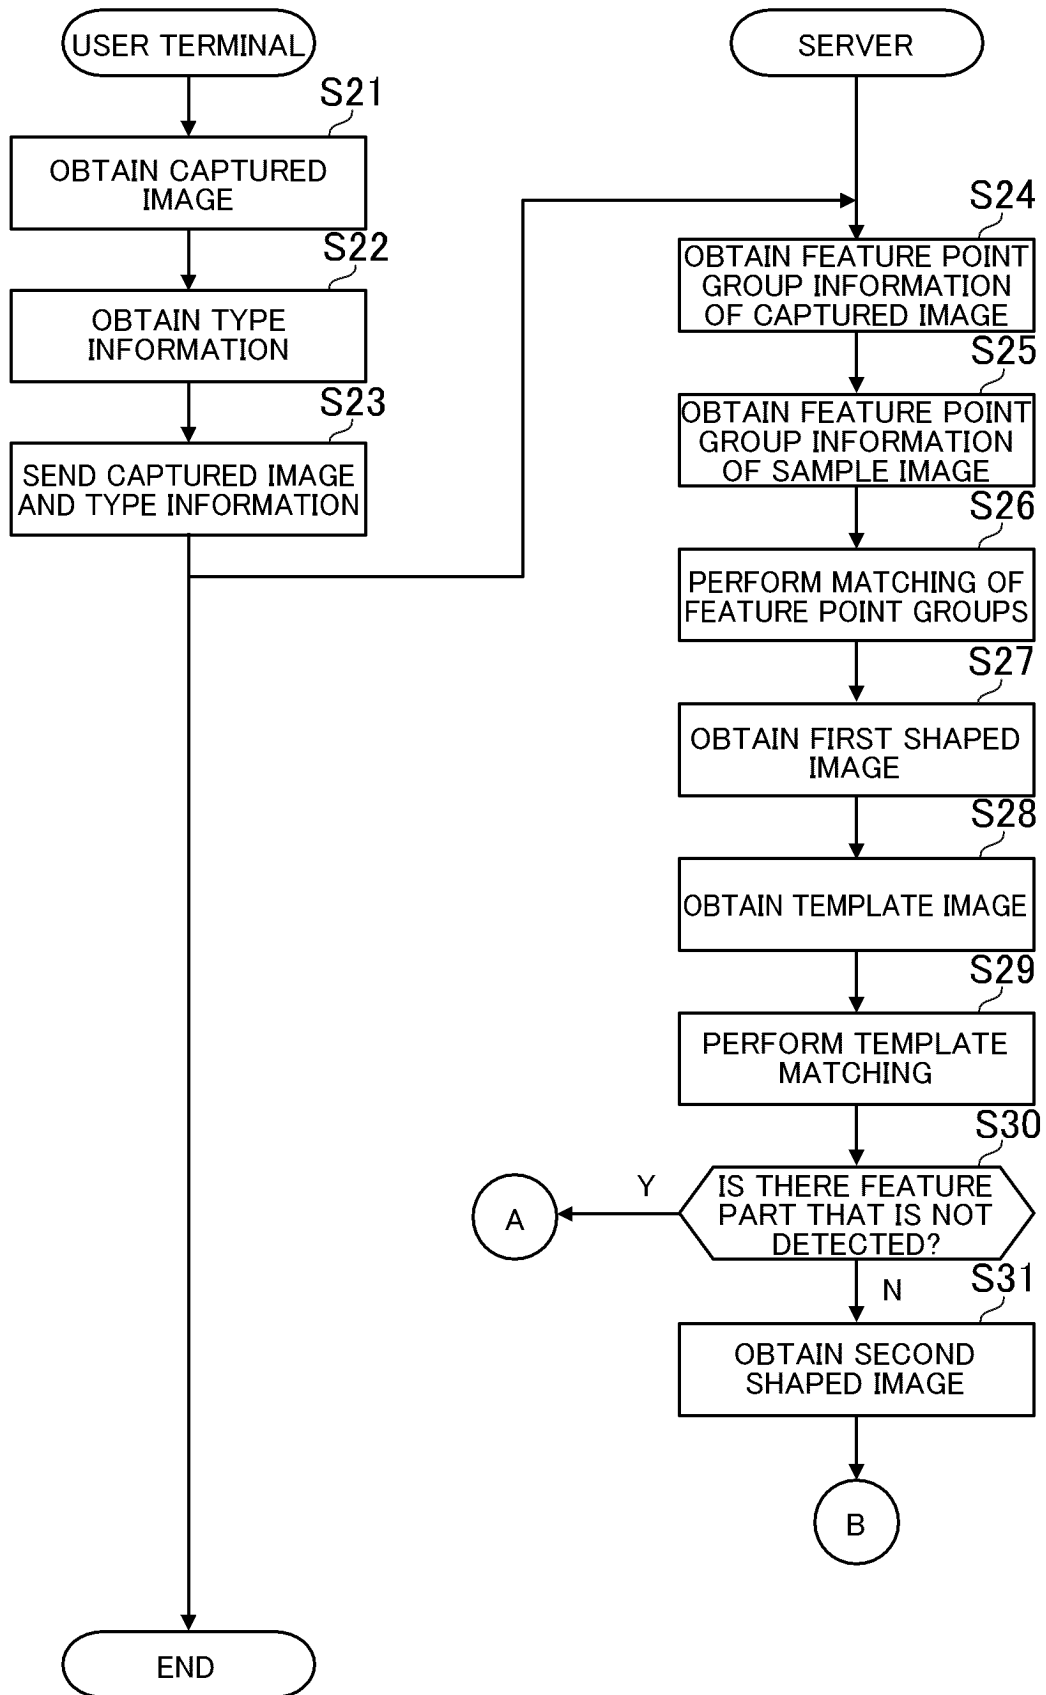 USER TERMINAL
S21
OBTAIN CAPTURED
IMAGE
S22
OBTAIN TYPE
INFORMATION
S23
SEND CAPTURED IMAGE
AND TYPE INFORMATION
END
SERVER
S24
OBTAIN FEATURE POINT
GROUP INFORMATION
OF CAPTURED IMAGE
S25
OBTAIN FEATURE POINT
GROUP INFORMATION
OF SAMPLE IMAGE
S26
PERFORM MATCHING OF
FEATURE POINT GROUPS
S27
OBTAIN FIRST SHAPED
IMAGE
S28
OBTAIN TEMPLATE IMAGE
S29
PERFORM TEMPLATE
MATCHING
S30
IS THERE FEATURE
PART THAT IS NOT
DETECTED?
Y
A
N
S31
OBTAIN SECOND
SHAPED IMAGE
B